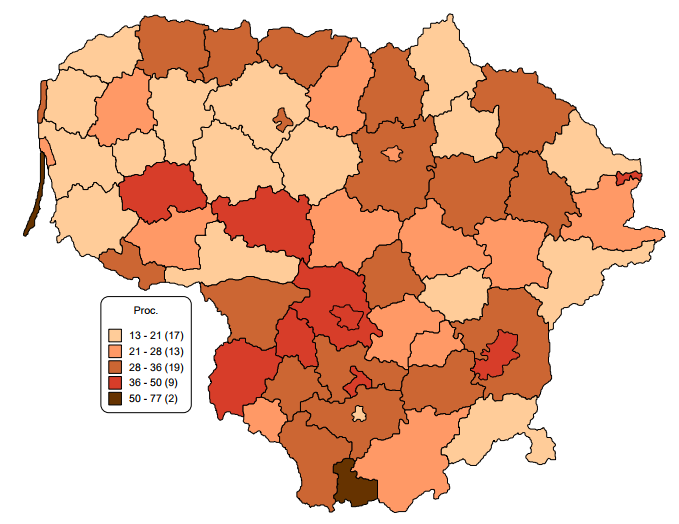 Proc.
13 - 21 (17)
21 - 28 (13)
28 - 36 (19)
36 - 50 (9)
50 - 77 (2)